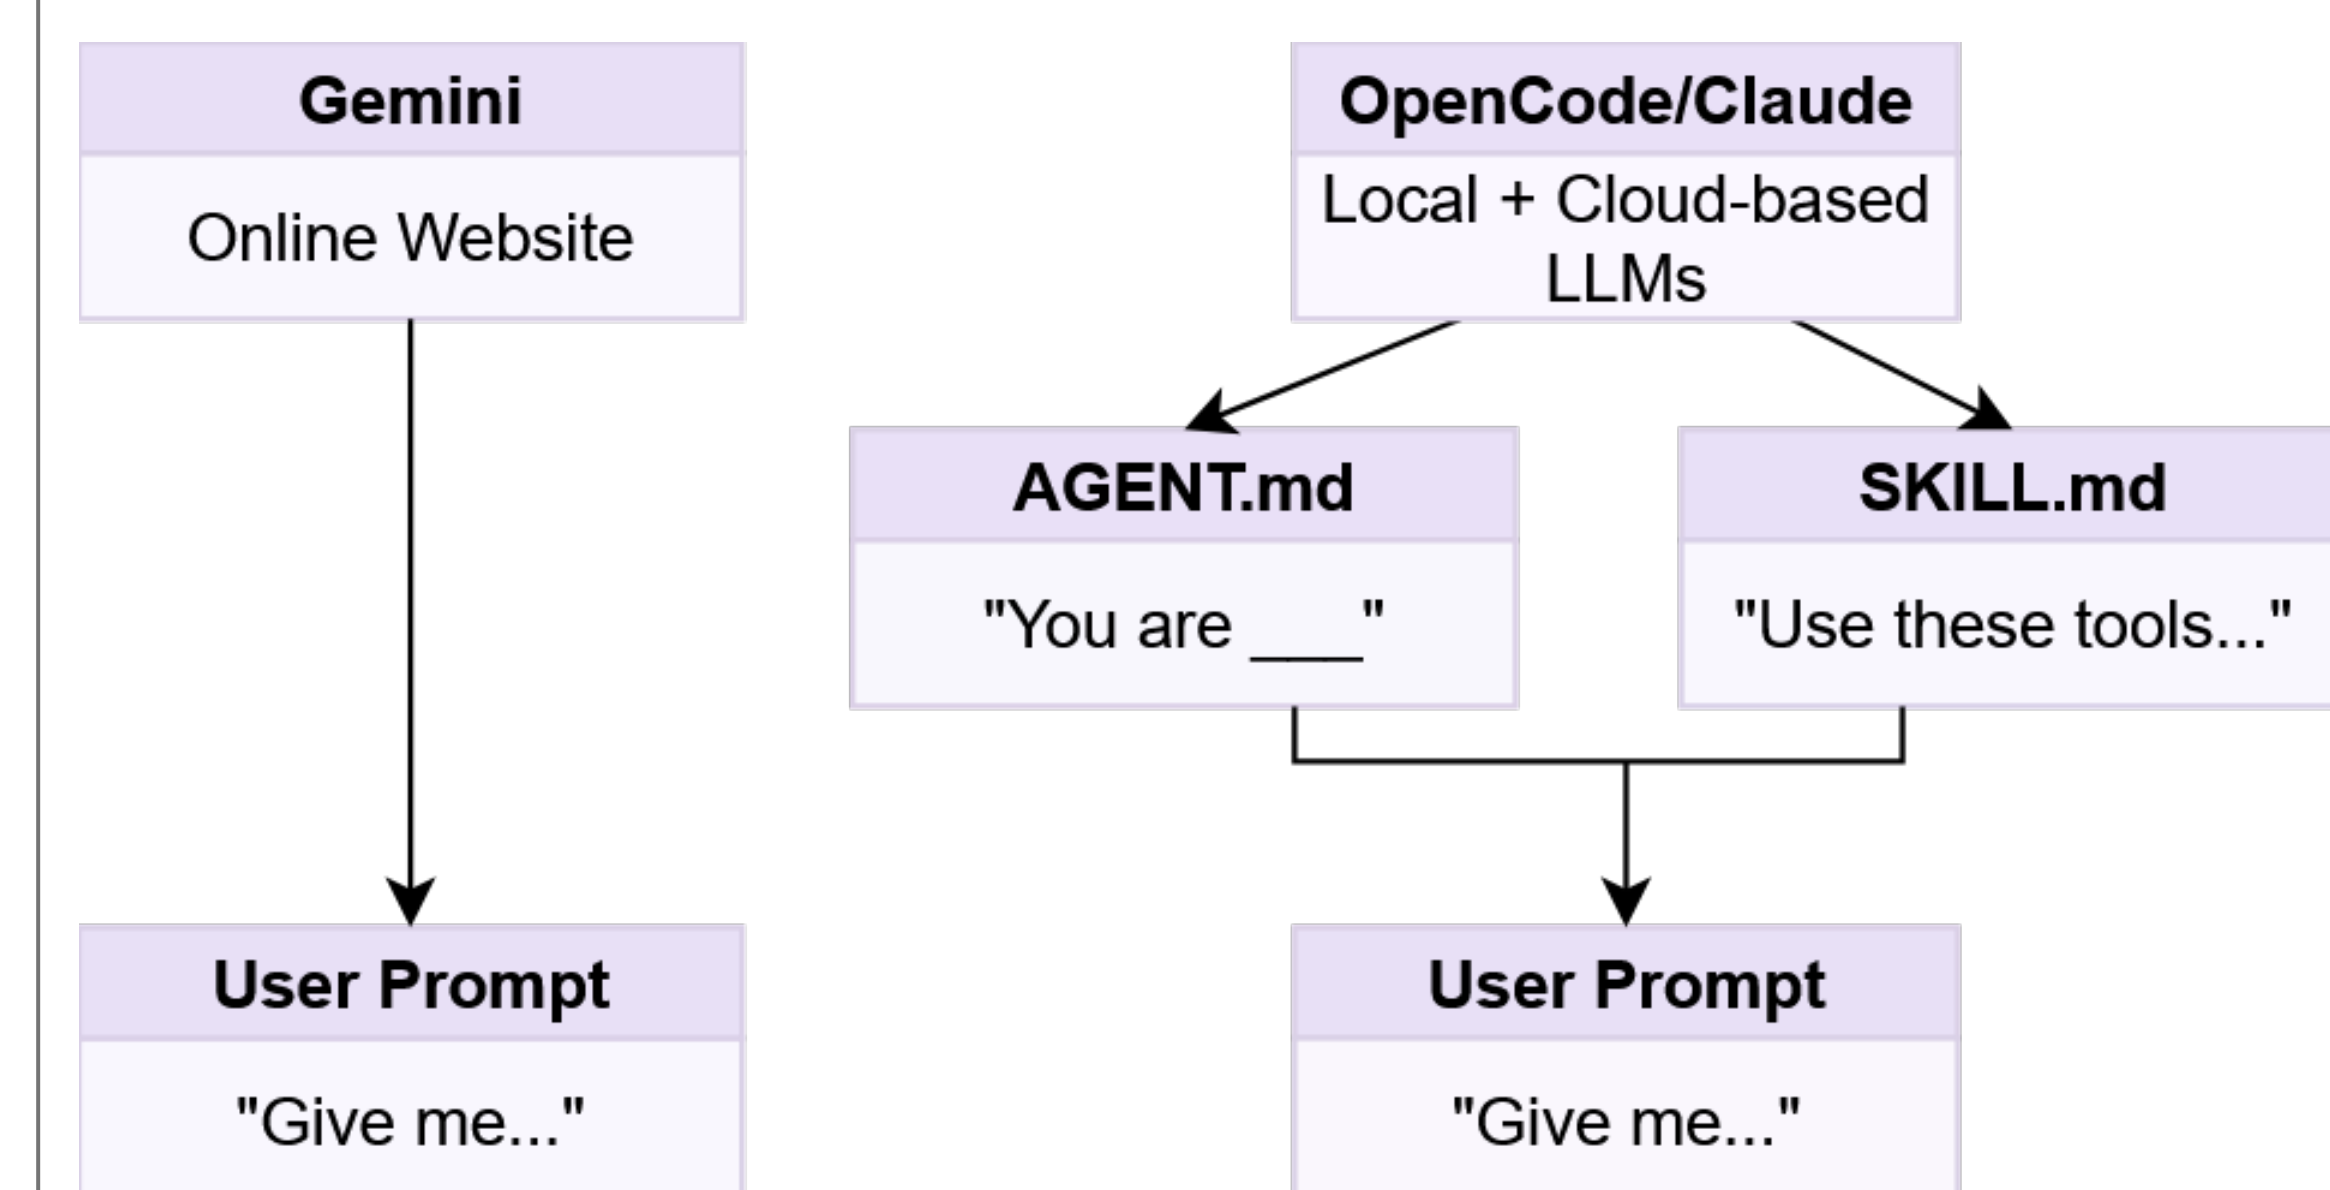 Gemini
Online Website
OpenCode/Claude
Local + Cloud-based
LLMs
AGENT.md
"You are ___"
SKILL.md
"Use these tools..."
User Prompt
"Give me..."
User Prompt
"Give me..."